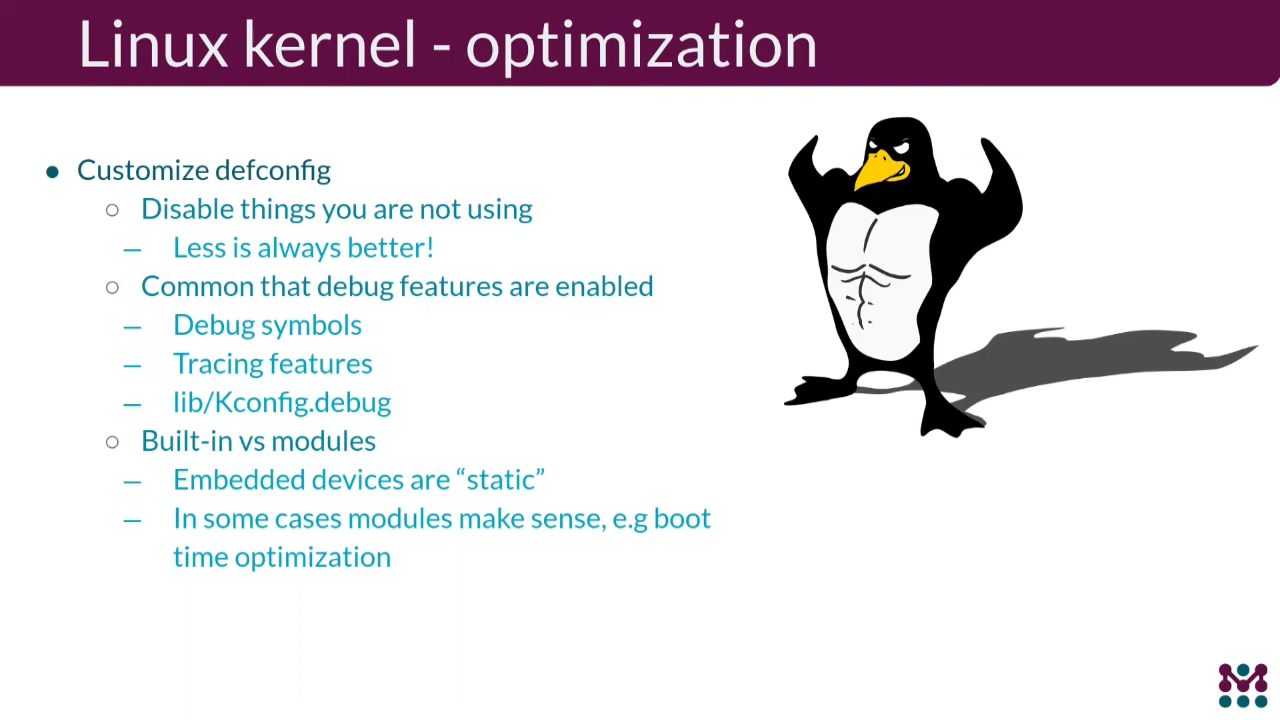 Linux kernel - optimization
● Customize defconfig
○ Disable things you are not using
– Less is always better!
○ Common that debug features are enabled
– Debug symbols
– Tracing features
– lib/Kconfig.debug
○ Built-in vs modules
– Embedded devices are “static”
– In some cases modules make sense, e.g boot
time optimization